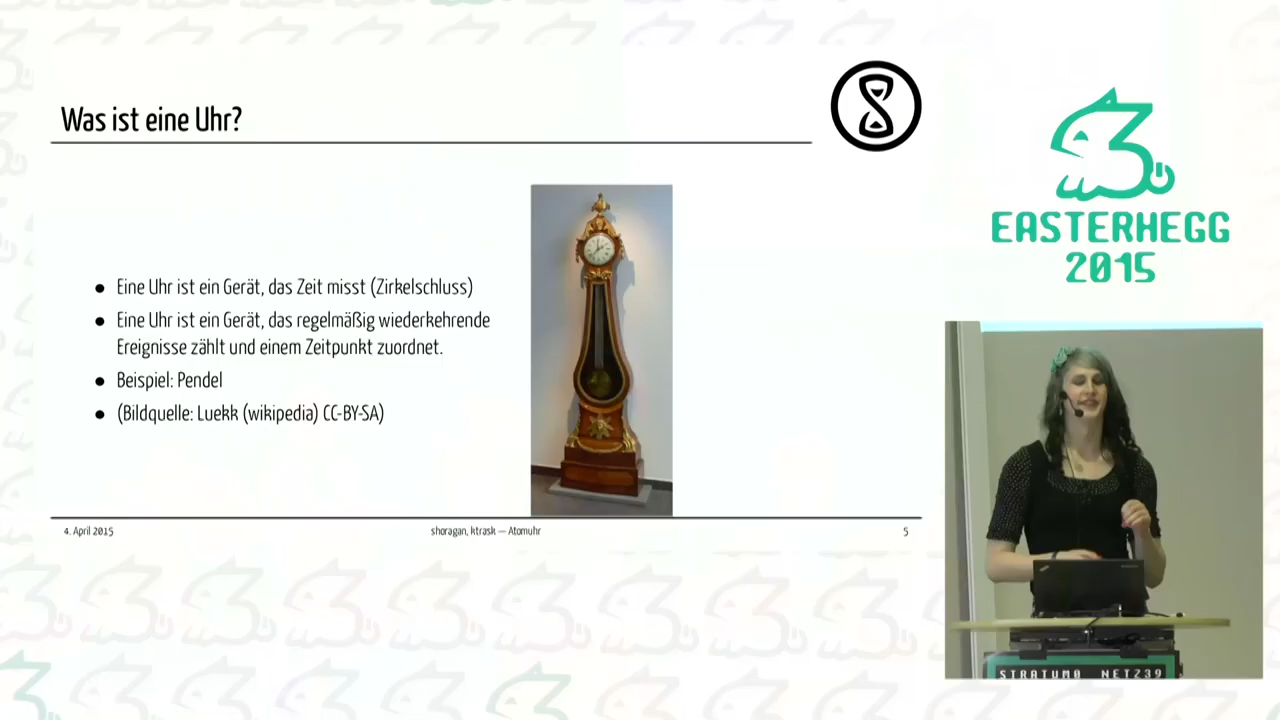 Was ist eine Uhr?
● Eine Uhr ist ein Gerät, das Zeit misst (Zirkelschluss)
● Eine Uhr ist ein Gerät, das regelmäßig wiederkehrende
Ereignisse zählt und einem Zeitpunkt zuordnet.
● Beispiel: Pendel
● (Bildquelle: Luekk (wikipedia) CC-BY-SA)
4. April 2015
shoragan, ktrask — Atomuhr
5
EASTERHEGG
2015
STRATUM0 NETZ39